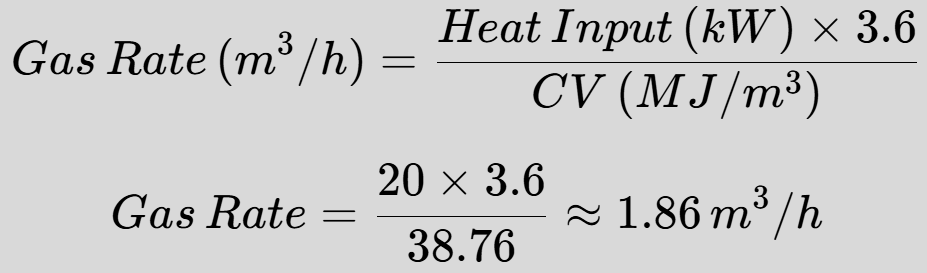 Gas Rate (m³/h) = Heat Input (kW) × 3.6 / CV (MJ/m³)
Gas Rate = 20 × 3.6 / 38.76 ≈ 1.86 m³/h